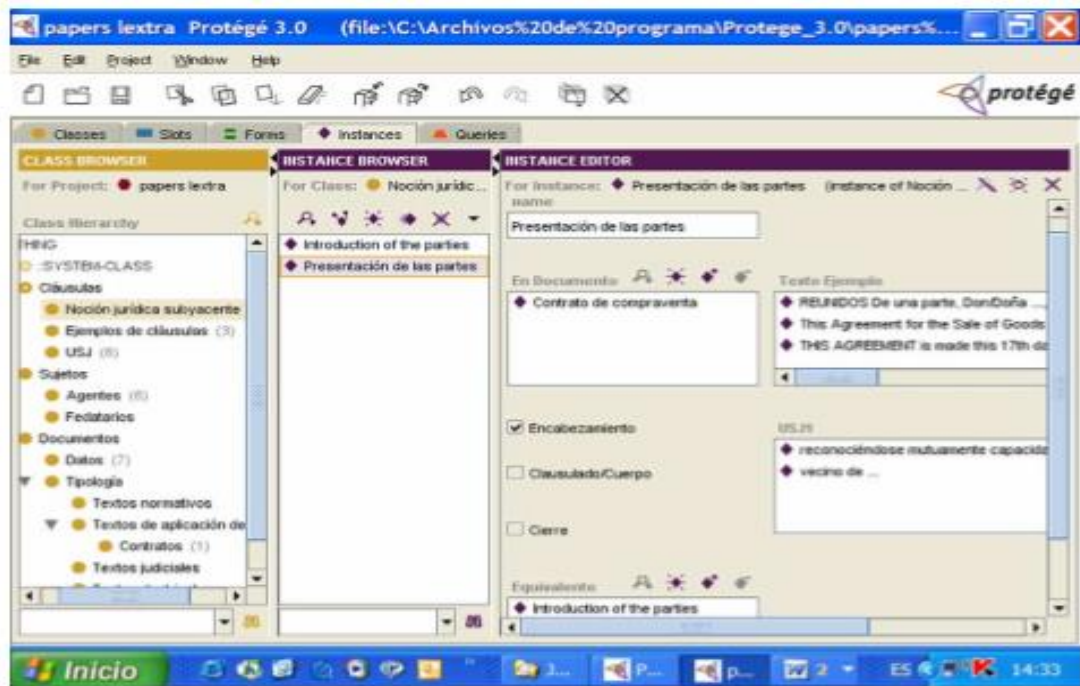 papers lextra Protégé 3.0 (file:\C:\Archivos%20de%20programa\Protege_3.0\papers%...
File Edit Project Window Help
protégé
Classes Slots Forms Instances Queries
CLASS BROWSER
For Project: papers lextra
Class Hierarchy
THING
:SYSTEM-CLASS
Cláusulas
Noción jurídica subyacente
Ejemplos de cláusulas (3)
USJ (6)
Sujetos
Agentes (6)
Fedatarios
Documentos
Datos (7)
Tipología
Textos normativos
Textos de aplicación de
Contratos (1)
Textos judiciales
INSTANCE BROWSER
For Class: Noción jurídic...
Introduction of the parties
Presentación de las partes
INSTANCE EDITOR
For Instance: Presentación de las partes (instance of Noción ...
name
Presentación de las partes
En Documento
Contrato de compraventa
Texto Ejemplo
REUNIDOS De una parte, Don/Doña ...,
This Agreement for the Sale of Goods
THIS AGREEMENT is made this 17th da
Encabezamiento
Clausulado/Cuerpo
Cierre
USJs
reconociéndose mutuamente capacida
vecino de ...
Equivalente
Introduction of the parties
Inicio
J...
P...
p...
2
ES
14:33